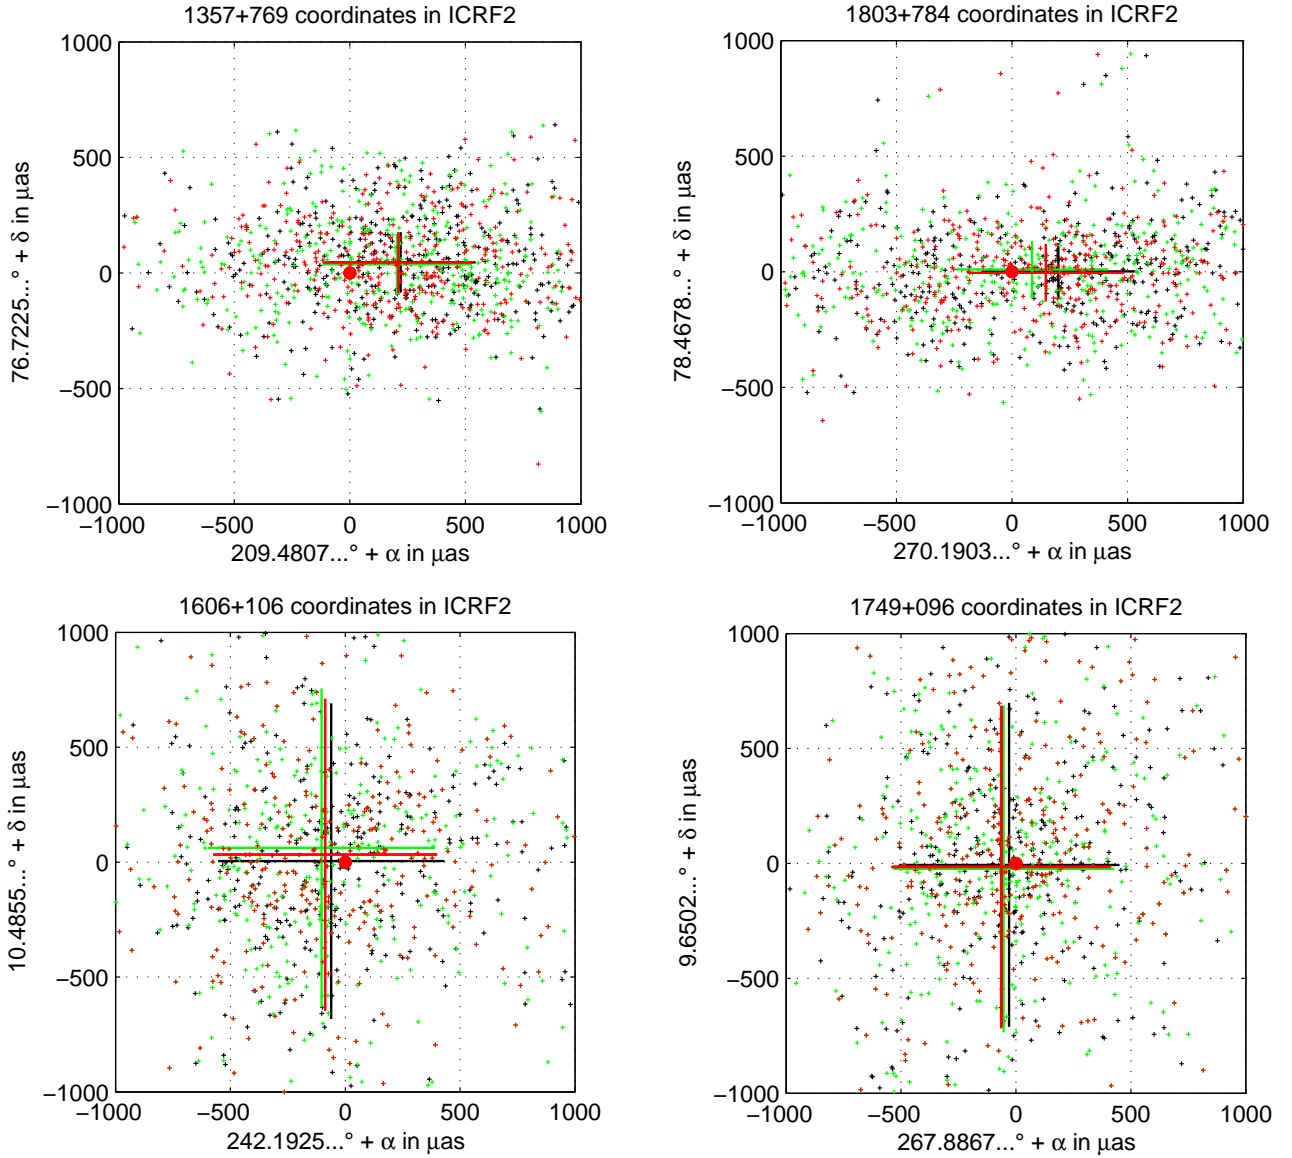 1357+769 coordinates in ICRF2
1000
500
0
−500
−1000
−1000 −500 0 500 1000
76.7225...° + δ in μas
209.4807...° + α in μas
1803+784 coordinates in ICRF2
1000
500
0
−500
−1000
−1000 −500 0 500 1000
78.4678...° + δ in μas
270.1903...° + α in μas
1606+106 coordinates in ICRF2
1000
500
0
−500
−1000
−1000 −500 0 500 1000
10.4855...° + δ in μas
242.1925...° + α in μas
1749+096 coordinates in ICRF2
1000
500
0
−500
−1000
−1000 −500 0 500 1000
9.6502...° + δ in μas
267.8867...° + α in μas